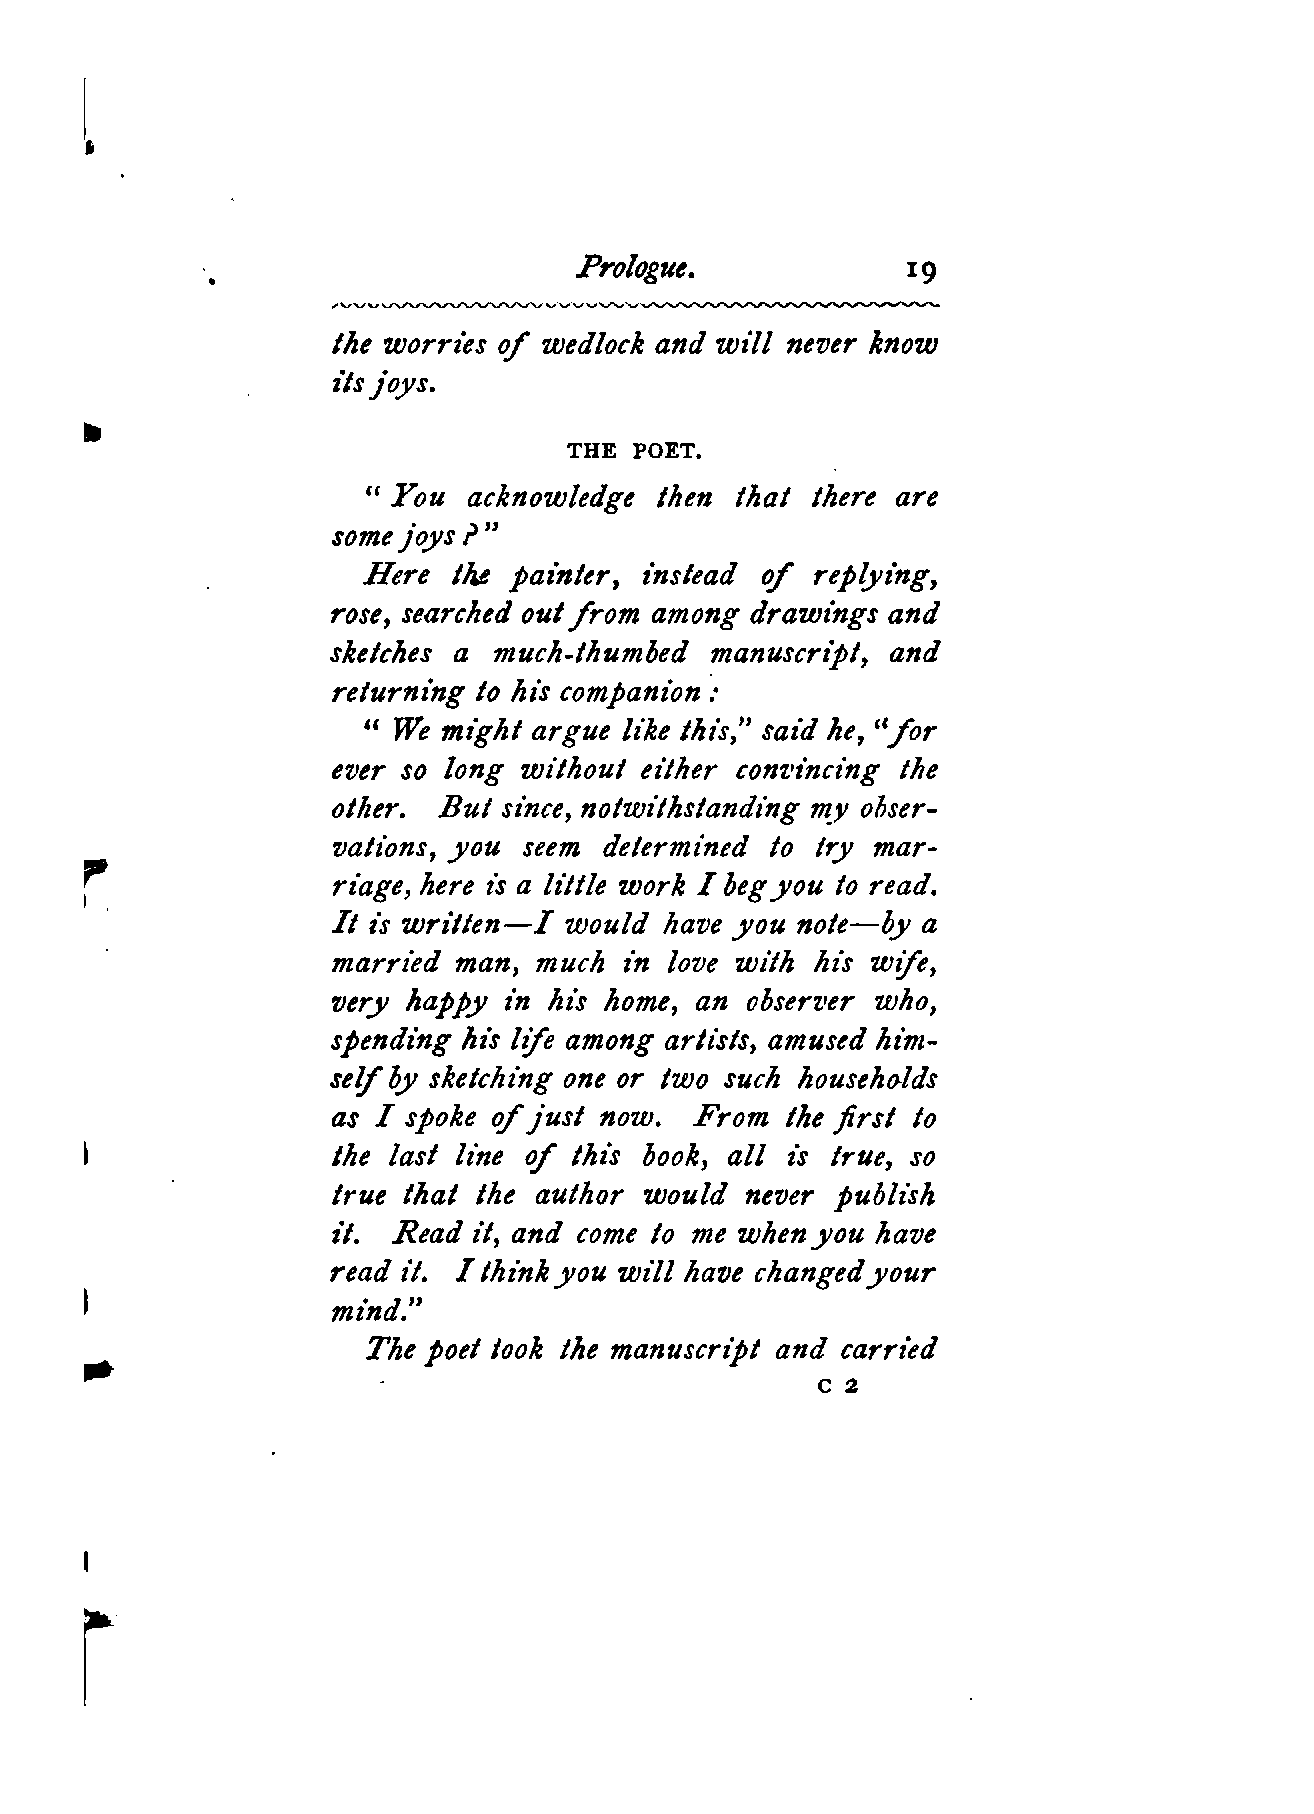 Prologue. 19
the worries of wedlock and will never know
its joys.
THE POET.
" You acknowledge then that there are
some joys ? "
Here the painter, instead of replying,
rose, searched out from among drawings and
sketches a much-thumbed manuscript, and
returning to his companion :
" We might argue like this," said he, " for
ever so long without either convincing the
other. But since, notwithstanding my obser-
vations, you seem determined to try mar-
riage, here is a little work I beg you to read.
It is written—I would have you note—by a
married man, much in love with his wife,
very happy in his home, an observer who,
spending his life among artists, amused him-
self by sketching one or two such households
as I spoke of just now. From the first to
the last line of this book, all is true, so
true that the author would never publish
it. Read it, and come to me when you have
read it. I think you will have changed your
mind."
The poet took the manuscript and carried
C 2